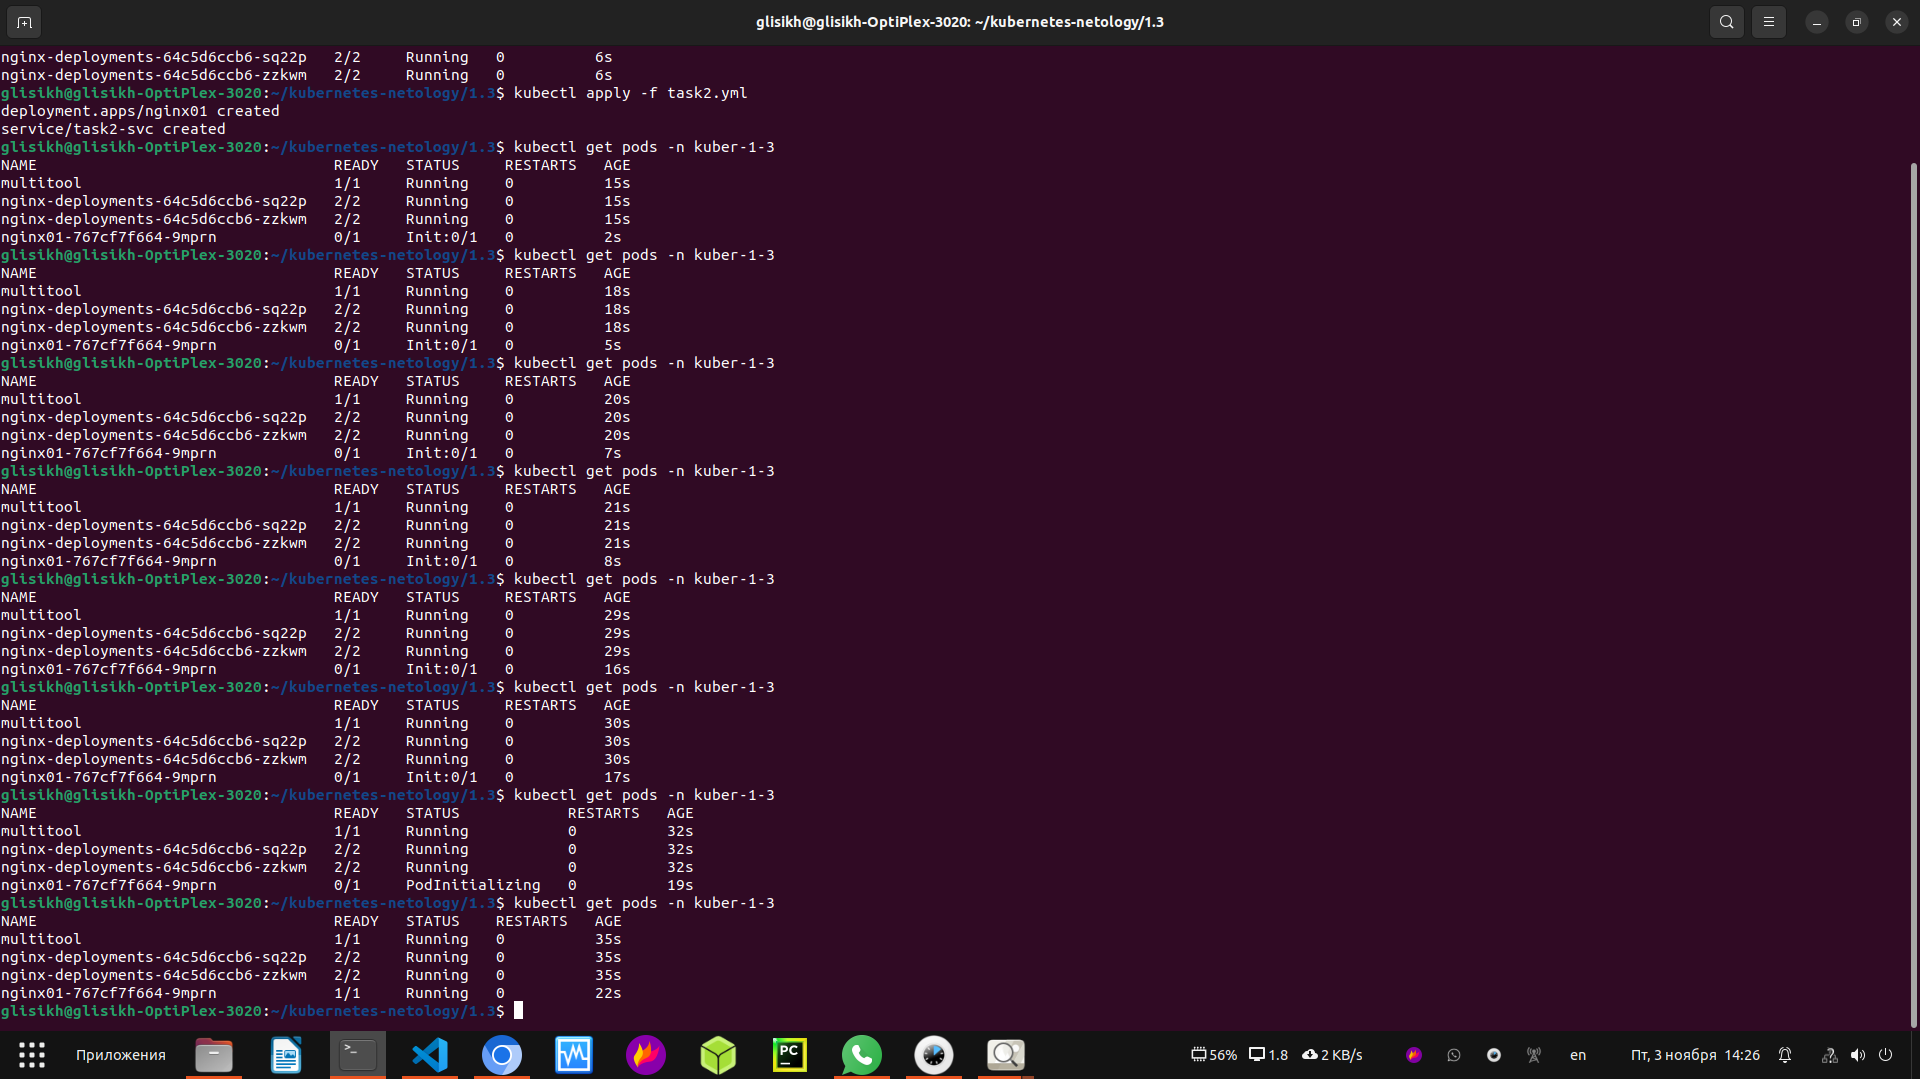 glisikh@glisikh-OptiPlex-3020: ~/kubernetes-netology/1.3
nginx-deployments-64c5d6ccb6-sq22p   2/2     Running   0          6s
nginx-deployments-64c5d6ccb6-zzkwm   2/2     Running   0          6s
glisikh@glisikh-OptiPlex-3020:~/kubernetes-netology/1.3$ kubectl apply -f task2.yml
deployment.apps/nginx01 created
service/task2-svc created
glisikh@glisikh-OptiPlex-3020:~/kubernetes-netology/1.3$ kubectl get pods -n kuber-1-3
NAME                                 READY   STATUS     RESTARTS   AGE
multitool                            1/1     Running    0          15s
nginx-deployments-64c5d6ccb6-sq22p   2/2     Running    0          15s
nginx-deployments-64c5d6ccb6-zzkwm   2/2     Running    0          15s
nginx01-767cf7f664-9mprn             0/1     Init:0/1   0          2s
glisikh@glisikh-OptiPlex-3020:~/kubernetes-netology/1.3$ kubectl get pods -n kuber-1-3
NAME                                 READY   STATUS     RESTARTS   AGE
multitool                            1/1     Running    0          18s
nginx-deployments-64c5d6ccb6-sq22p   2/2     Running    0          18s
nginx-deployments-64c5d6ccb6-zzkwm   2/2     Running    0          18s
nginx01-767cf7f664-9mprn             0/1     Init:0/1   0          5s
glisikh@glisikh-OptiPlex-3020:~/kubernetes-netology/1.3$ kubectl get pods -n kuber-1-3
NAME                                 READY   STATUS     RESTARTS   AGE
multitool                            1/1     Running    0          20s
nginx-deployments-64c5d6ccb6-sq22p   2/2     Running    0          20s
nginx-deployments-64c5d6ccb6-zzkwm   2/2     Running    0          20s
nginx01-767cf7f664-9mprn             0/1     Init:0/1   0          7s
glisikh@glisikh-OptiPlex-3020:~/kubernetes-netology/1.3$ kubectl get pods -n kuber-1-3
NAME                                 READY   STATUS     RESTARTS   AGE
multitool                            1/1     Running    0          21s
nginx-deployments-64c5d6ccb6-sq22p   2/2     Running    0          21s
nginx-deployments-64c5d6ccb6-zzkwm   2/2     Running    0          21s
nginx01-767cf7f664-9mprn             0/1     Init:0/1   0          8s
glisikh@glisikh-OptiPlex-3020:~/kubernetes-netology/1.3$ kubectl get pods -n kuber-1-3
NAME                                 READY   STATUS     RESTARTS   AGE
multitool                            1/1     Running    0          29s
nginx-deployments-64c5d6ccb6-sq22p   2/2     Running    0          29s
nginx-deployments-64c5d6ccb6-zzkwm   2/2     Running    0          29s
nginx01-767cf7f664-9mprn             0/1     Init:0/1   0          16s
glisikh@glisikh-OptiPlex-3020:~/kubernetes-netology/1.3$ kubectl get pods -n kuber-1-3
NAME                                 READY   STATUS     RESTARTS   AGE
multitool                            1/1     Running    0          30s
nginx-deployments-64c5d6ccb6-sq22p   2/2     Running    0          30s
nginx-deployments-64c5d6ccb6-zzkwm   2/2     Running    0          30s
nginx01-767cf7f664-9mprn             0/1     Init:0/1   0          17s
glisikh@glisikh-OptiPlex-3020:~/kubernetes-netology/1.3$ kubectl get pods -n kuber-1-3
NAME                                 READY   STATUS            RESTARTS   AGE
multitool                            1/1     Running           0          32s
nginx-deployments-64c5d6ccb6-sq22p   2/2     Running           0          32s
nginx-deployments-64c5d6ccb6-zzkwm   2/2     Running           0          32s
nginx01-767cf7f664-9mprn             0/1     PodInitializing   0          19s
glisikh@glisikh-OptiPlex-3020:~/kubernetes-netology/1.3$ kubectl get pods -n kuber-1-3
NAME                                 READY   STATUS    RESTARTS   AGE
multitool                            1/1     Running   0          35s
nginx-deployments-64c5d6ccb6-sq22p   2/2     Running   0          35s
nginx-deployments-64c5d6ccb6-zzkwm   2/2     Running   0          35s
nginx01-767cf7f664-9mprn             1/1     Running   0          22s
glisikh@glisikh-OptiPlex-3020:~/kubernetes-netology/1.3$
Приложения PC 56% 1.8 2 KB/s en Пт, 3 ноября 14:26